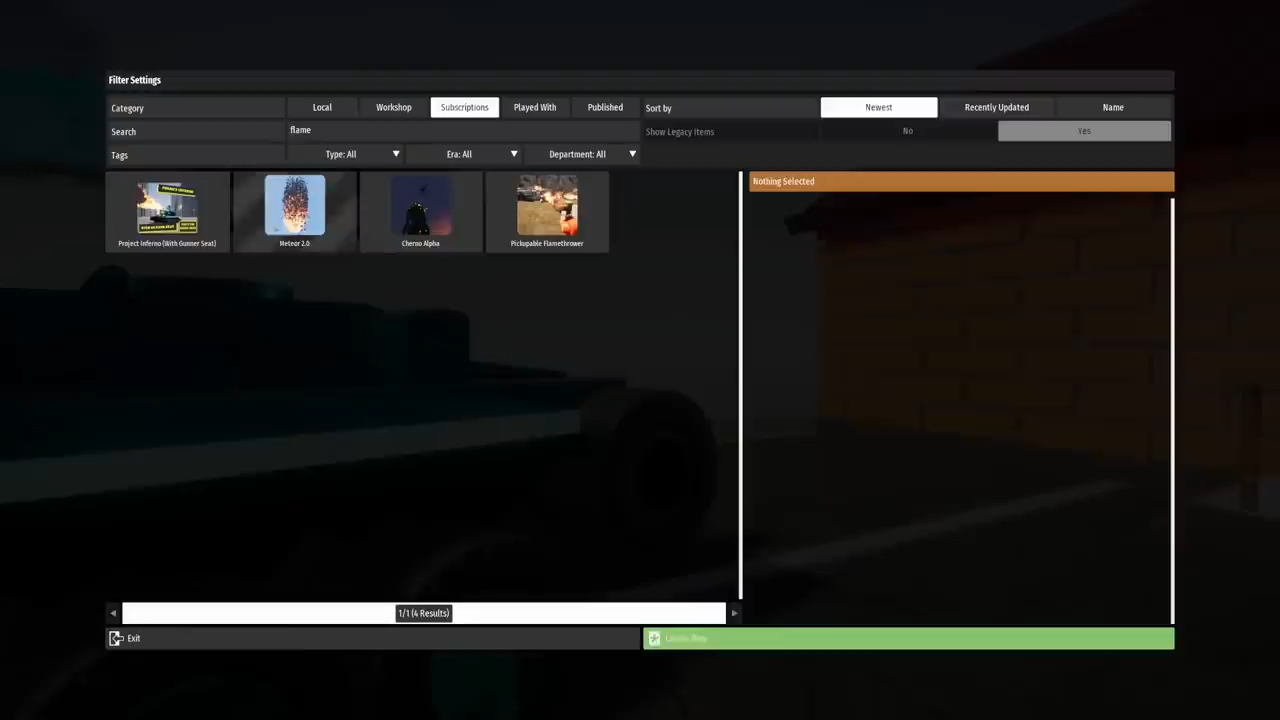 Filter Settings
Category Local Workshop Subscriptions Played With Published Sort by Newest Recently Updated Name
Search flame Show Legacy Items No Yes
Tags Type: All Era: All Department: All
Nothing Selected
Project Inferno (With Gunner Seat) Meteor 2.0 Cherno Alpha Pickupable Flamethrower
1/1 (4 Results)
Exit